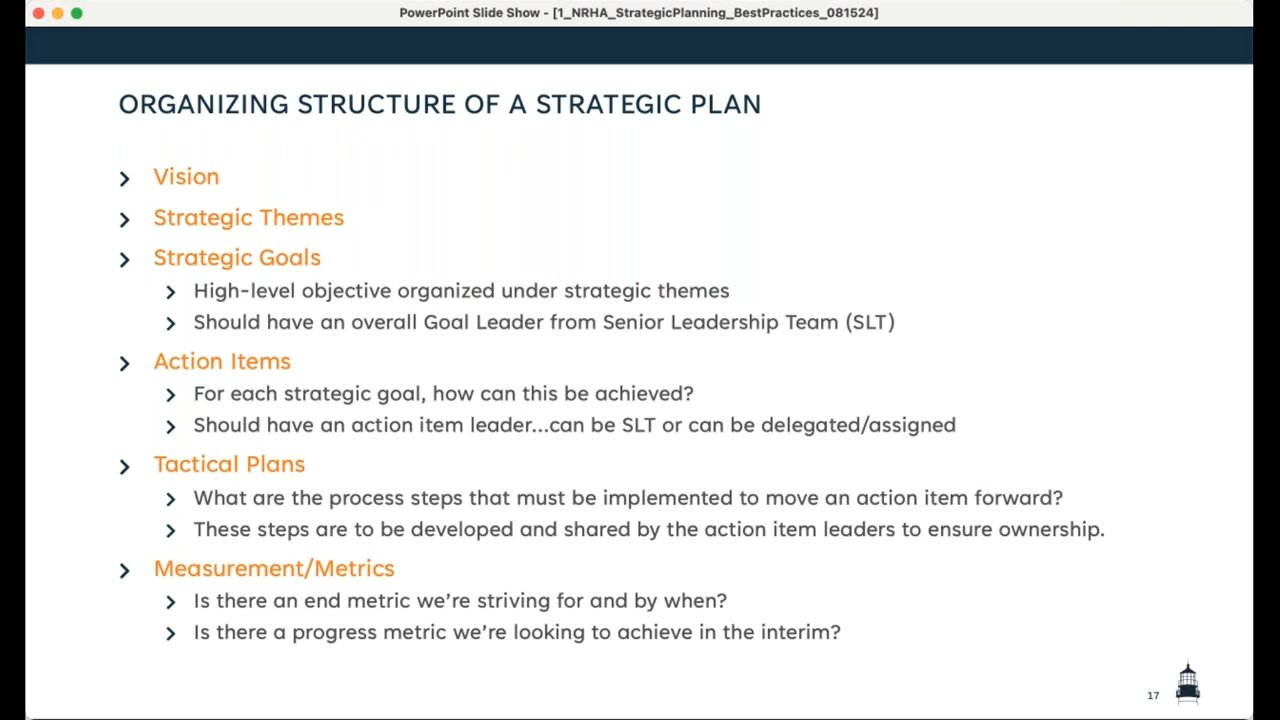 PowerPoint Slide Show - [1_NRHA_StrategicPlanning_BestPractices_081524]
ORGANIZING STRUCTURE OF A STRATEGIC PLAN
Vision
Strategic Themes
Strategic Goals
High-level objective organized under strategic themes
Should have an overall Goal Leader from Senior Leadership Team (SLT)
Action Items
For each strategic goal, how can this be achieved?
Should have an action item leader...can be SLT or can be delegated/assigned
Tactical Plans
What are the process steps that must be implemented to move an action item forward?
These steps are to be developed and shared by the action item leaders to ensure ownership.
Measurement/Metrics
Is there an end metric we’re striving for and by when?
Is there a progress metric we’re looking to achieve in the interim?
17